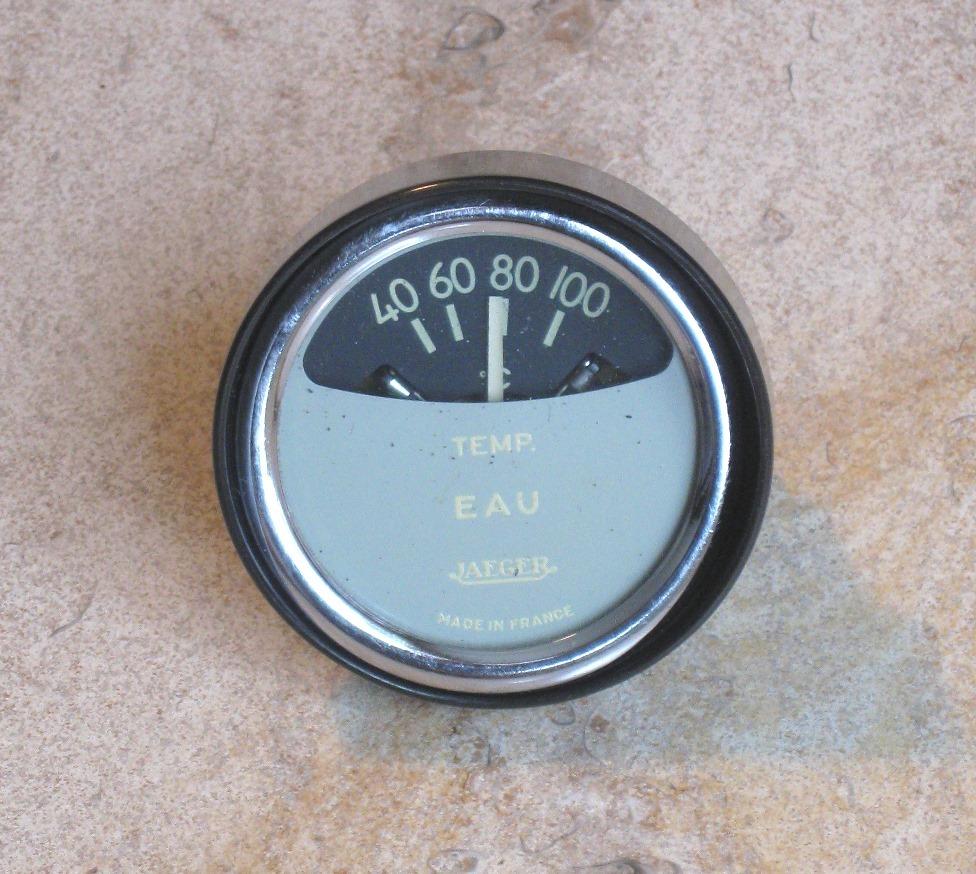 40 60 80 100
°C
TEMP.
EAU
JAEGER
MADE IN FRANCE